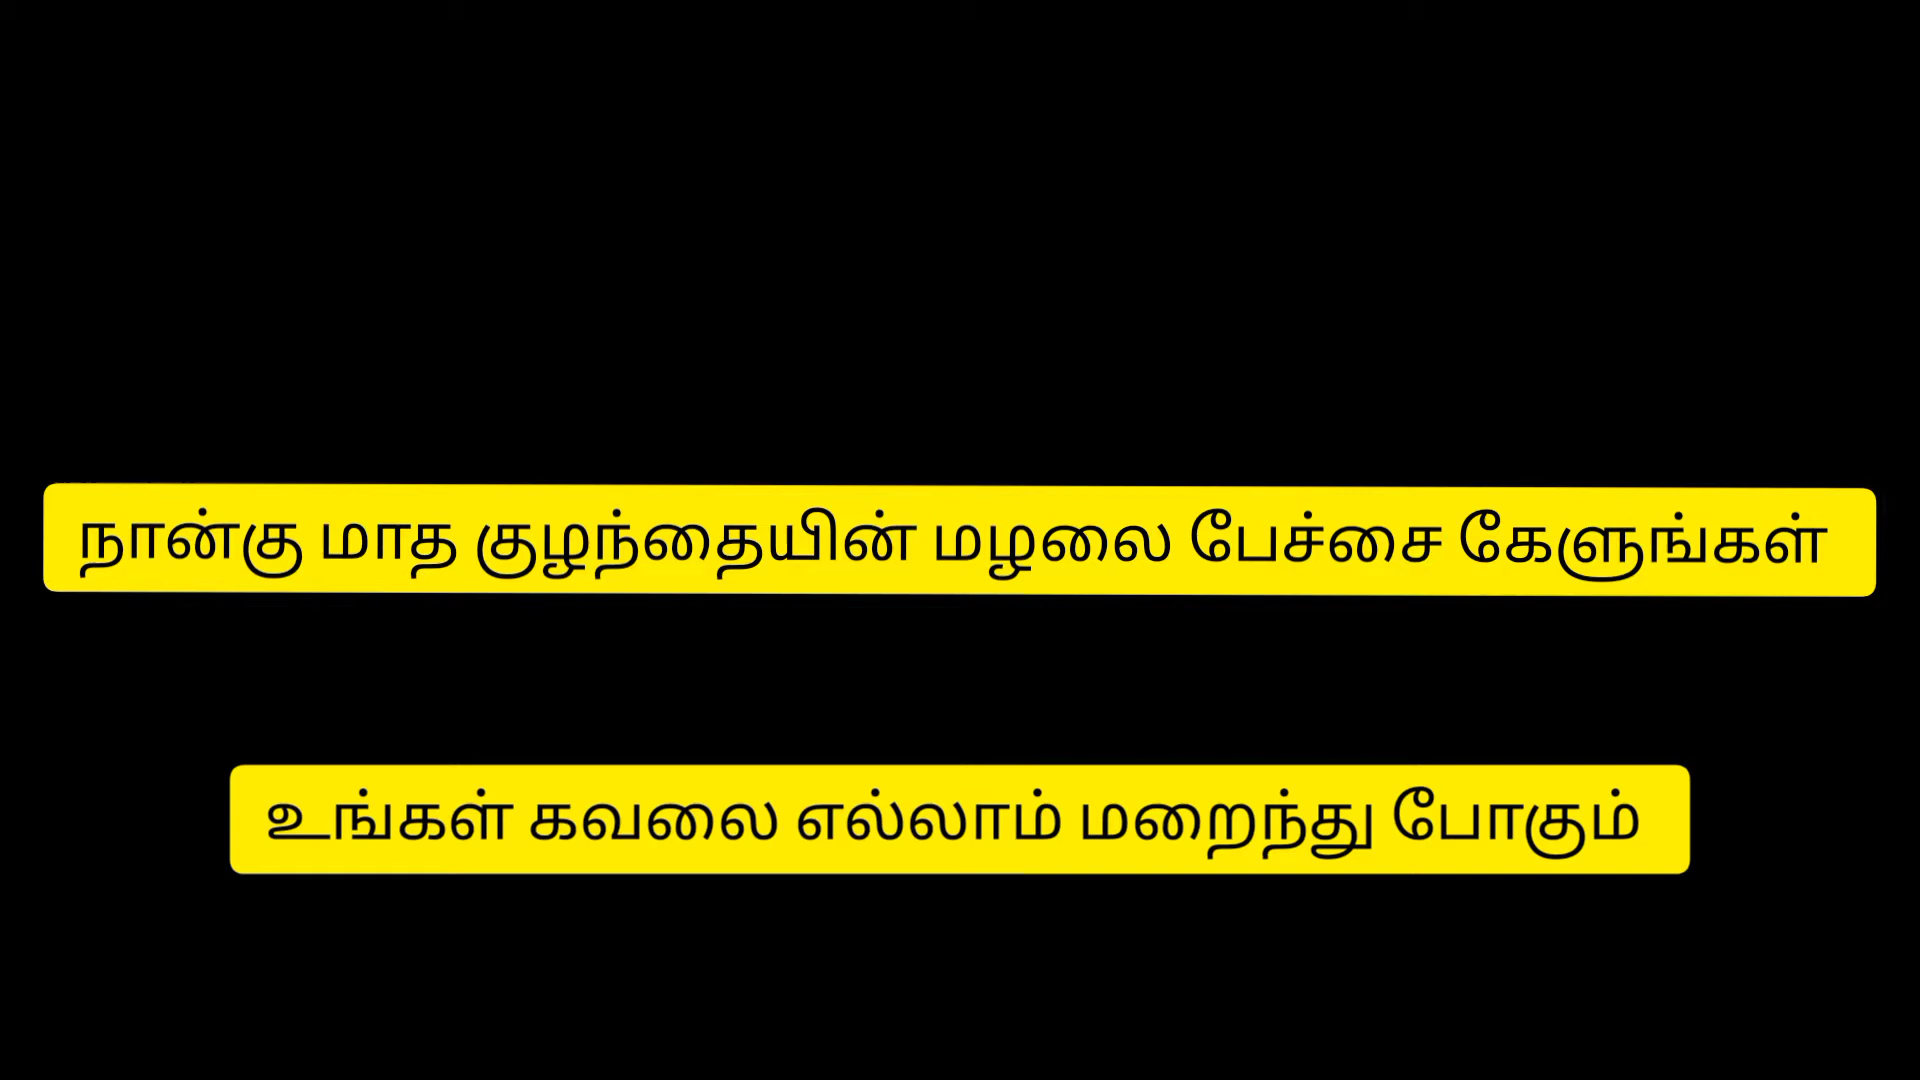 நான்கு மாத குழந்தையின் மழலை பேச்சை கேளுங்கள்
உங்கள் கவலை எல்லாம் மறைந்து போகும்